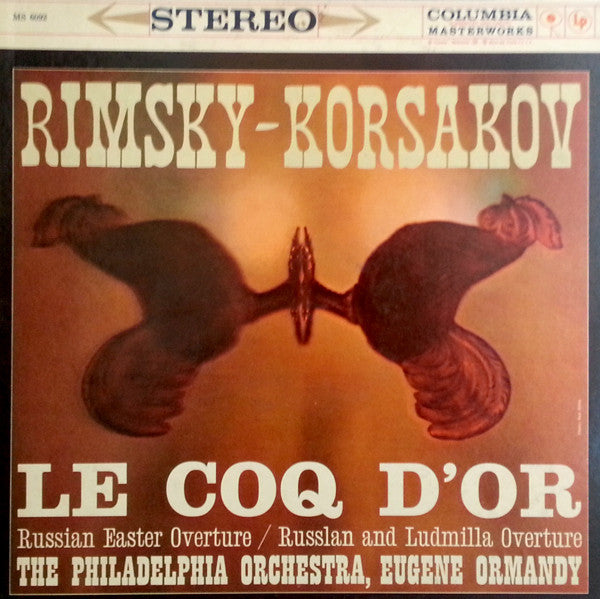 MS 6092
STEREO
COLUMBIA
MASTERWORKS
RIMSKY-KORSAKOV
LE COQ D'OR
Russian Easter Overture / Russlan and Ludmilla Overture
THE PHILADELPHIA ORCHESTRA, EUGENE ORMANDY